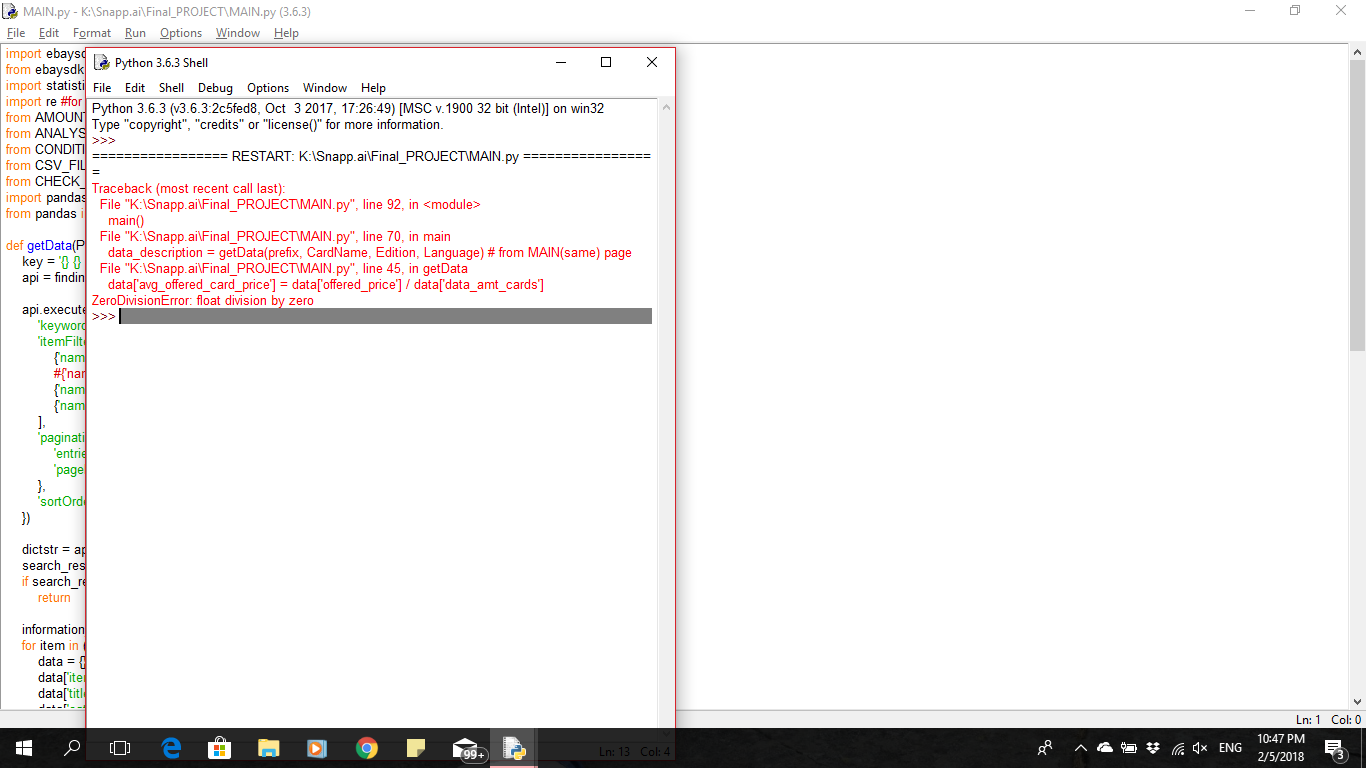 MAIN.py - K:\Snapp.ai\Final_PROJECT\MAIN.py (3.6.3)
File Edit Format Run Options Window Help
import ebaysd
from ebaysdk
import statisti
import re #for
from AMOUN
from ANALYS
from CONDITI
from CSV_FIL
from CHECK_
import pandas
from pandas i
def getData(P
key = '{} {}
api = findin
api.execute
'keyword
'itemFilte
{'nam
#{'nar
{'nam
{'nam
],
'paginati
'entrie
'pagel
},
'sortOrde
})
dictstr = ap
search_res
if search_re
return
information
for item in (
data = {}
data['iter
data['title
Python 3.6.3 Shell
File Edit Shell Debug Options Window Help
Python 3.6.3 (v3.6.3:2c5fed8, Oct  3 2017, 17:26:49) [MSC v.1900 32 bit (Intel)] on win32
Type "copyright", "credits" or "license()" for more information.
>>>
================= RESTART: K:\Snapp.ai\Final_PROJECT\MAIN.py ================
=
Traceback (most recent call last):
File "K:\Snapp.ai\Final_PROJECT\MAIN.py", line 92, in <module>
main()
File "K:\Snapp.ai\Final_PROJECT\MAIN.py", line 70, in main
data_description = getData(prefix, CardName, Edition, Language) # from MAIN(same) page
File "K:\Snapp.ai\Final_PROJECT\MAIN.py", line 45, in getData
data['avg_offered_card_price'] = data['offered_price'] / data['data_amt_cards']
ZeroDivisionError: float division by zero
>>>
Ln: 13 Col: 4
Ln: 1 Col: 0
99+
ENG
10:47 PM
2/5/2018
3